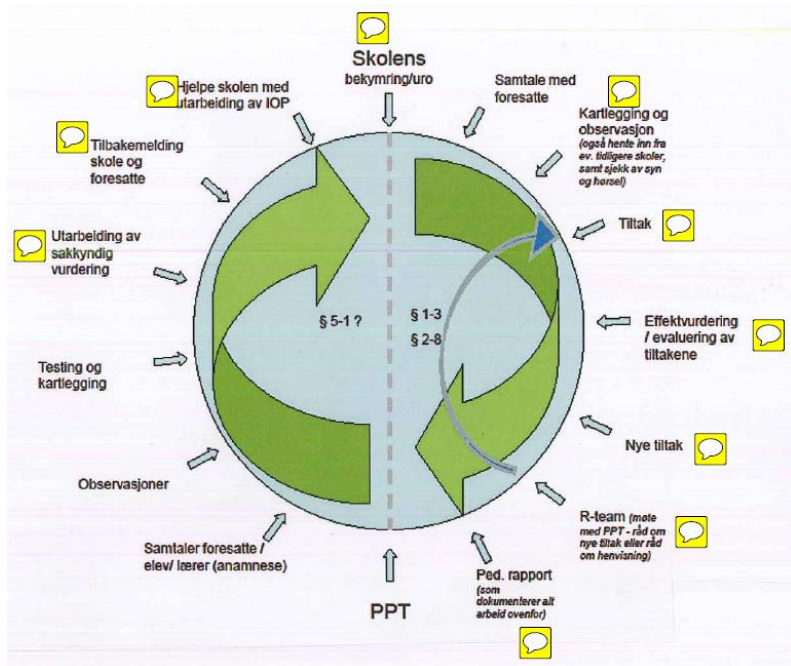 Skolens
bekymring/uro
Samtale med
foresatte
Kartlegging og
observasjon
(også hente inn fra
ev. tidligere skoler,
samt sjekk av syn
og hørsel)
Tiltak
Effektvurdering
/ evaluering av
tiltakene
Nye tiltak
R-team (møte
med PPT - råd om
nye tiltak eller råd
om henvisning)
Ped. rapport
(som
dokumenterer alt
arbeid ovenfor)
PPT
Samtaler foresatte /
elev/ lærer (anamnese)
Observasjoner
Testing og
kartlegging
Utarbeiding av
sakkyndig
vurdering
Tilbakemelding
skole og
foresatte
Hjelpe skolen med
utarbeiding av IOP
§ 5-1 ?
§ 1-3
§ 2-8